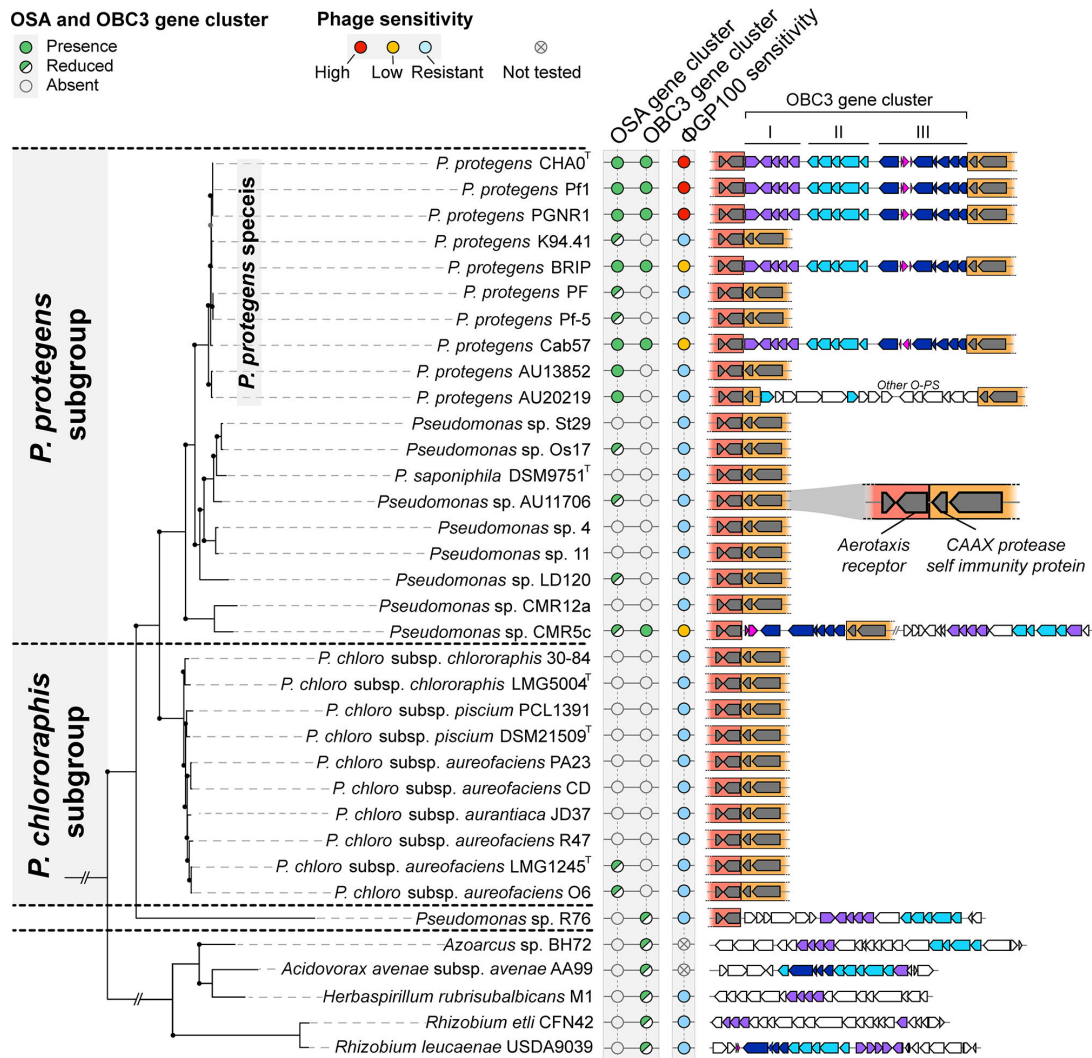 OSA and OBC3 gene cluster
Presence
Reduced
Absent
Phage sensitivity
High
Low
Resistant
Not tested
OSA gene cluster
OBC3 gene cluster
ΦGP100 sensitivity
OBC3 gene cluster
I
II
III
P. protegens subgroup
P. protegens speceis
P. protegens CHA0T
P. protegens Pf1
P. protegens PGNR1
P. protegens K94.41
P. protegens BRIP
P. protegens PF
P. protegens Pf-5
P. protegens Cab57
P. protegens AU13852
P. protegens AU20219
Other O-PS
Pseudomonas sp. St29
Pseudomonas sp. Os17
P. saponiphila DSM9751T
Pseudomonas sp. AU11706
Pseudomonas sp. 4
Pseudomonas sp. 11
Pseudomonas sp. LD120
Pseudomonas sp. CMR12a
Pseudomonas sp. CMR5c
Aerotaxis
receptor
CAAX protease
self immunity protein
P. chlororaphis
subgroup
P. chloro subsp. chlororaphis 30-84
P. chloro subsp. chlororaphis LMG5004T
P. chloro subsp. piscium PCL1391
P. chloro subsp. piscium DSM21509T
P. chloro subsp. aureofaciens PA23
P. chloro subsp. aureofaciens CD
P. chloro subsp. aurantiaca JD37
P. chloro subsp. aureofaciens R47
P. chloro subsp. aureofaciens LMG1245T
P. chloro subsp. aureofaciens O6
Pseudomonas sp. R76
Azoarcus sp. BH72
Acidovorax avenae subsp. avenae AA99
Herbaspirillum rubrisubalbicans M1
Rhizobium etli CFN42
Rhizobium leucaenae USDA9039